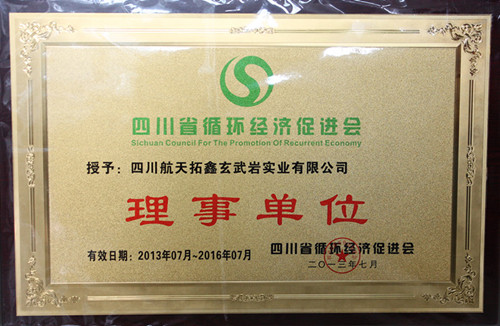 四川省循环经济促进会
Sichuan Council For The Promotion Of Recurrent Economy
授予：四川航天拓鑫玄武岩实业有限公司
理事单位
有效日期：2013年07月~2016年07月
四川省循环经济促进会
二〇一三年七月